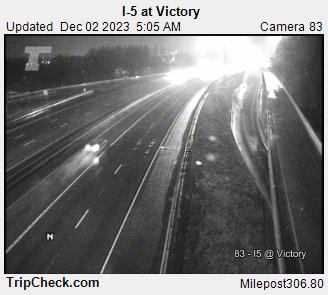 I-5 at Victory
Updated Dec 02 2023 5:05 AM Camera 83
T
N
83 - I5 @ Victory
TripCheck.com Milepost306.80